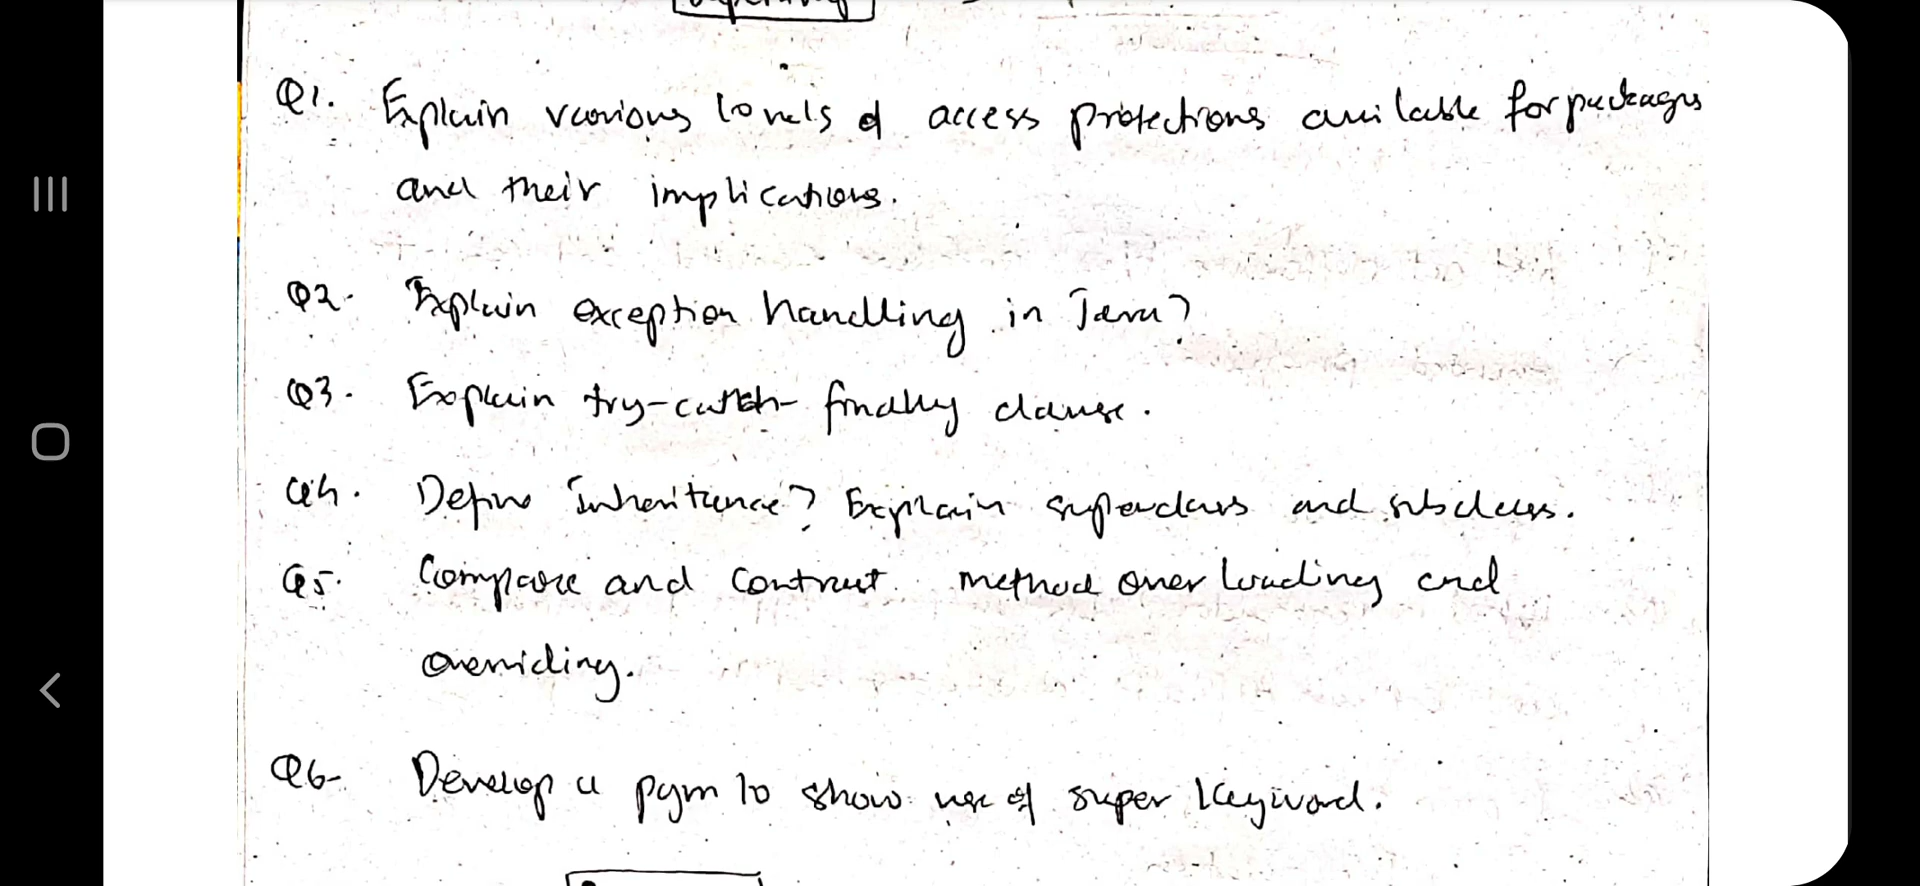 Q1. Explain various levels of access protections available for packages
and their implications.
Q2. Explain exception handling in Java?
Q3. Explain try-catch-finally clause.
Q4. Define Inheritance? Explain superclass and subclass.
Q5. Compare and contrast method overloading and
overriding.
Q6- Develop a pgm to show use of super keyword.